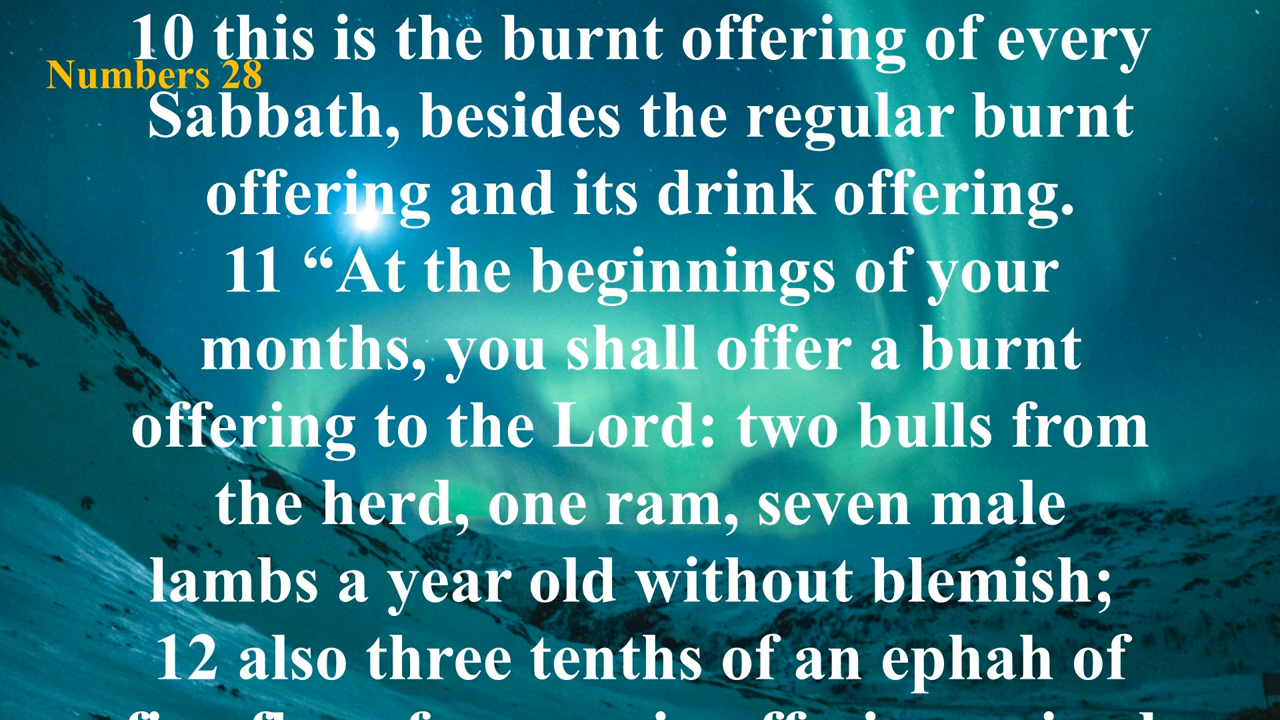 10 this is the burnt offering of every
Numbers 28
Sabbath, besides the regular burnt
offering and its drink offering.
11 “At the beginnings of your
months, you shall offer a burnt
offering to the Lord: two bulls from
the herd, one ram, seven male
lambs a year old without blemish;
12 also three tenths of an ephah of